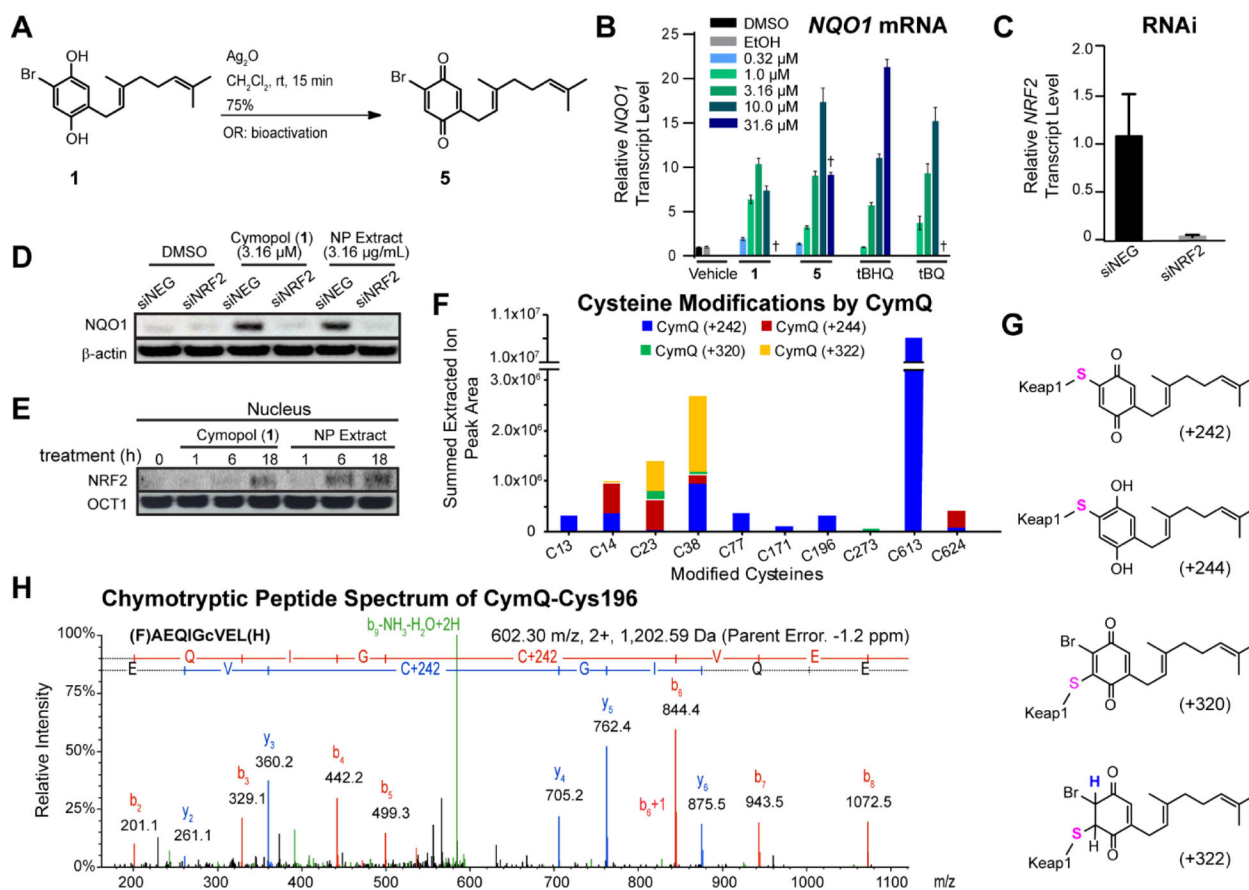 A
OH
Br
OH
1
Ag2O
CH2Cl2, rt, 15 min
75%
OR: bioactivation
O
Br
O
5
B
NQO1 mRNA
DMSO
EtOH
0.32 µM
1.0 µM
3.16 µM
10.0 µM
31.6 µM
Relative NQO1
Transcript Level
25
20
15
10
5
0
† † †
Vehicle 1 5 tBHQ tBQ
C
RNAi
Relative NRF2
Transcript Level
2.0
1.5
1.0
0.5
0
siNEG siNRF2
D
DMSO
Cymopol (1)
(3.16 µM)
NP Extract
(3.16 µg/mL)
siNEG siNRF2 siNEG siNRF2 siNEG siNRF2
NQO1
β-actin
E
Nucleus
Cymopol (1) NP Extract
treatment (h) 0 1 6 18 1 6 18
NRF2
OCT1
F
Cysteine Modifications by CymQ
CymQ (+242) CymQ (+244)
CymQ (+320) CymQ (+322)
Summed Extracted Ion
Peak Area
1.1x10^7
1.0x10^7
3.0x10^6
2.0x10^6
1.0x10^6
0
C13 C14 C23 C38 C77 C171 C196 C273 C613 C624
Modified Cysteines
G
O
S
Keap1
O
(+242)
OH
S
Keap1
OH
(+244)
O
Br
S
O
Keap1
(+320)
H
O
Br
S
H
O
Keap1
(+322)
H
Chymotryptic Peptide Spectrum of CymQ-Cys196
(F)AEQIGcVEL(H)
b9-NH3-H2O+2H
602.30 m/z, 2+, 1,202.59 Da (Parent Error. -1.2 ppm)
Q I G C+242 V E
E V C+242 G I Q E
Relative Intensity
100%
75%
50%
25%
0%
b2
201.1
y2
261.1
b3
329.1
y3
360.2
b4
442.2
b5
499.3
y4
705.2
y5
762.4
b6
844.4
b6+1
y6
875.5
b7
943.5
b8
1072.5
200 300 400 500 600 700 800 900 1000 1100 m/z